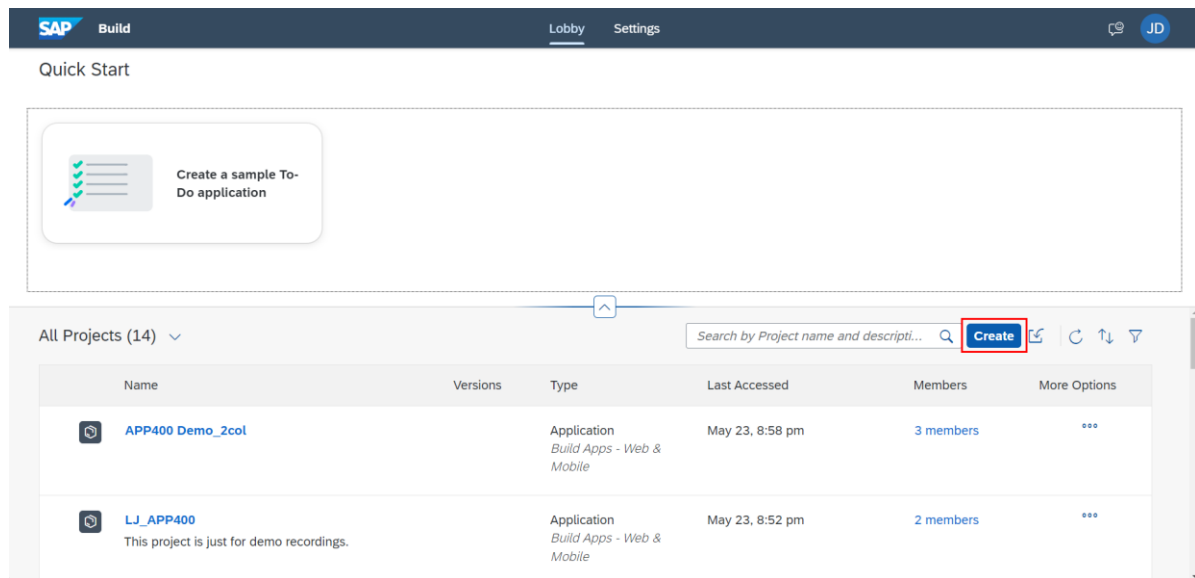 SAP Build Lobby Settings JD
Quick Start
Create a sample To-
Do application
All Projects (14) Search by Project name and descripti... Create
Name Versions Type Last Accessed Members More Options
APP400 Demo_2col Application May 23, 8:58 pm 3 members
Build Apps - Web &
Mobile
LJ_APP400 Application May 23, 8:52 pm 2 members
This project is just for demo recordings. Build Apps - Web &
Mobile